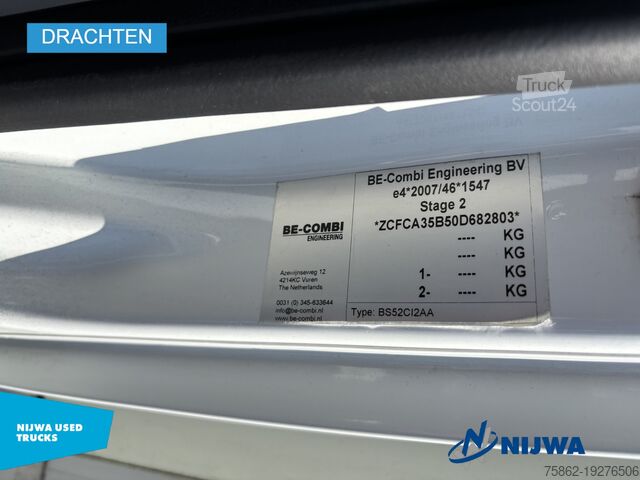 DRACHTEN
Truck
Scout24
BE-Combi Engineering BV
e4*2007/46*1547
Stage 2
*ZCFCA35B50D682803*
---- KG
---- KG
1- ---- KG
2- ---- KG
Type: BS52CI2AA
BE-COMBI
ENGINEERING
Azewijnseweg 12
4214KC Vuren
The Netherlands
0031 (0) 345-633644
info@be-combi.nl
www.be-combi.nl
NIJWA USED
TRUCKS
NIJWA
75862-19276506